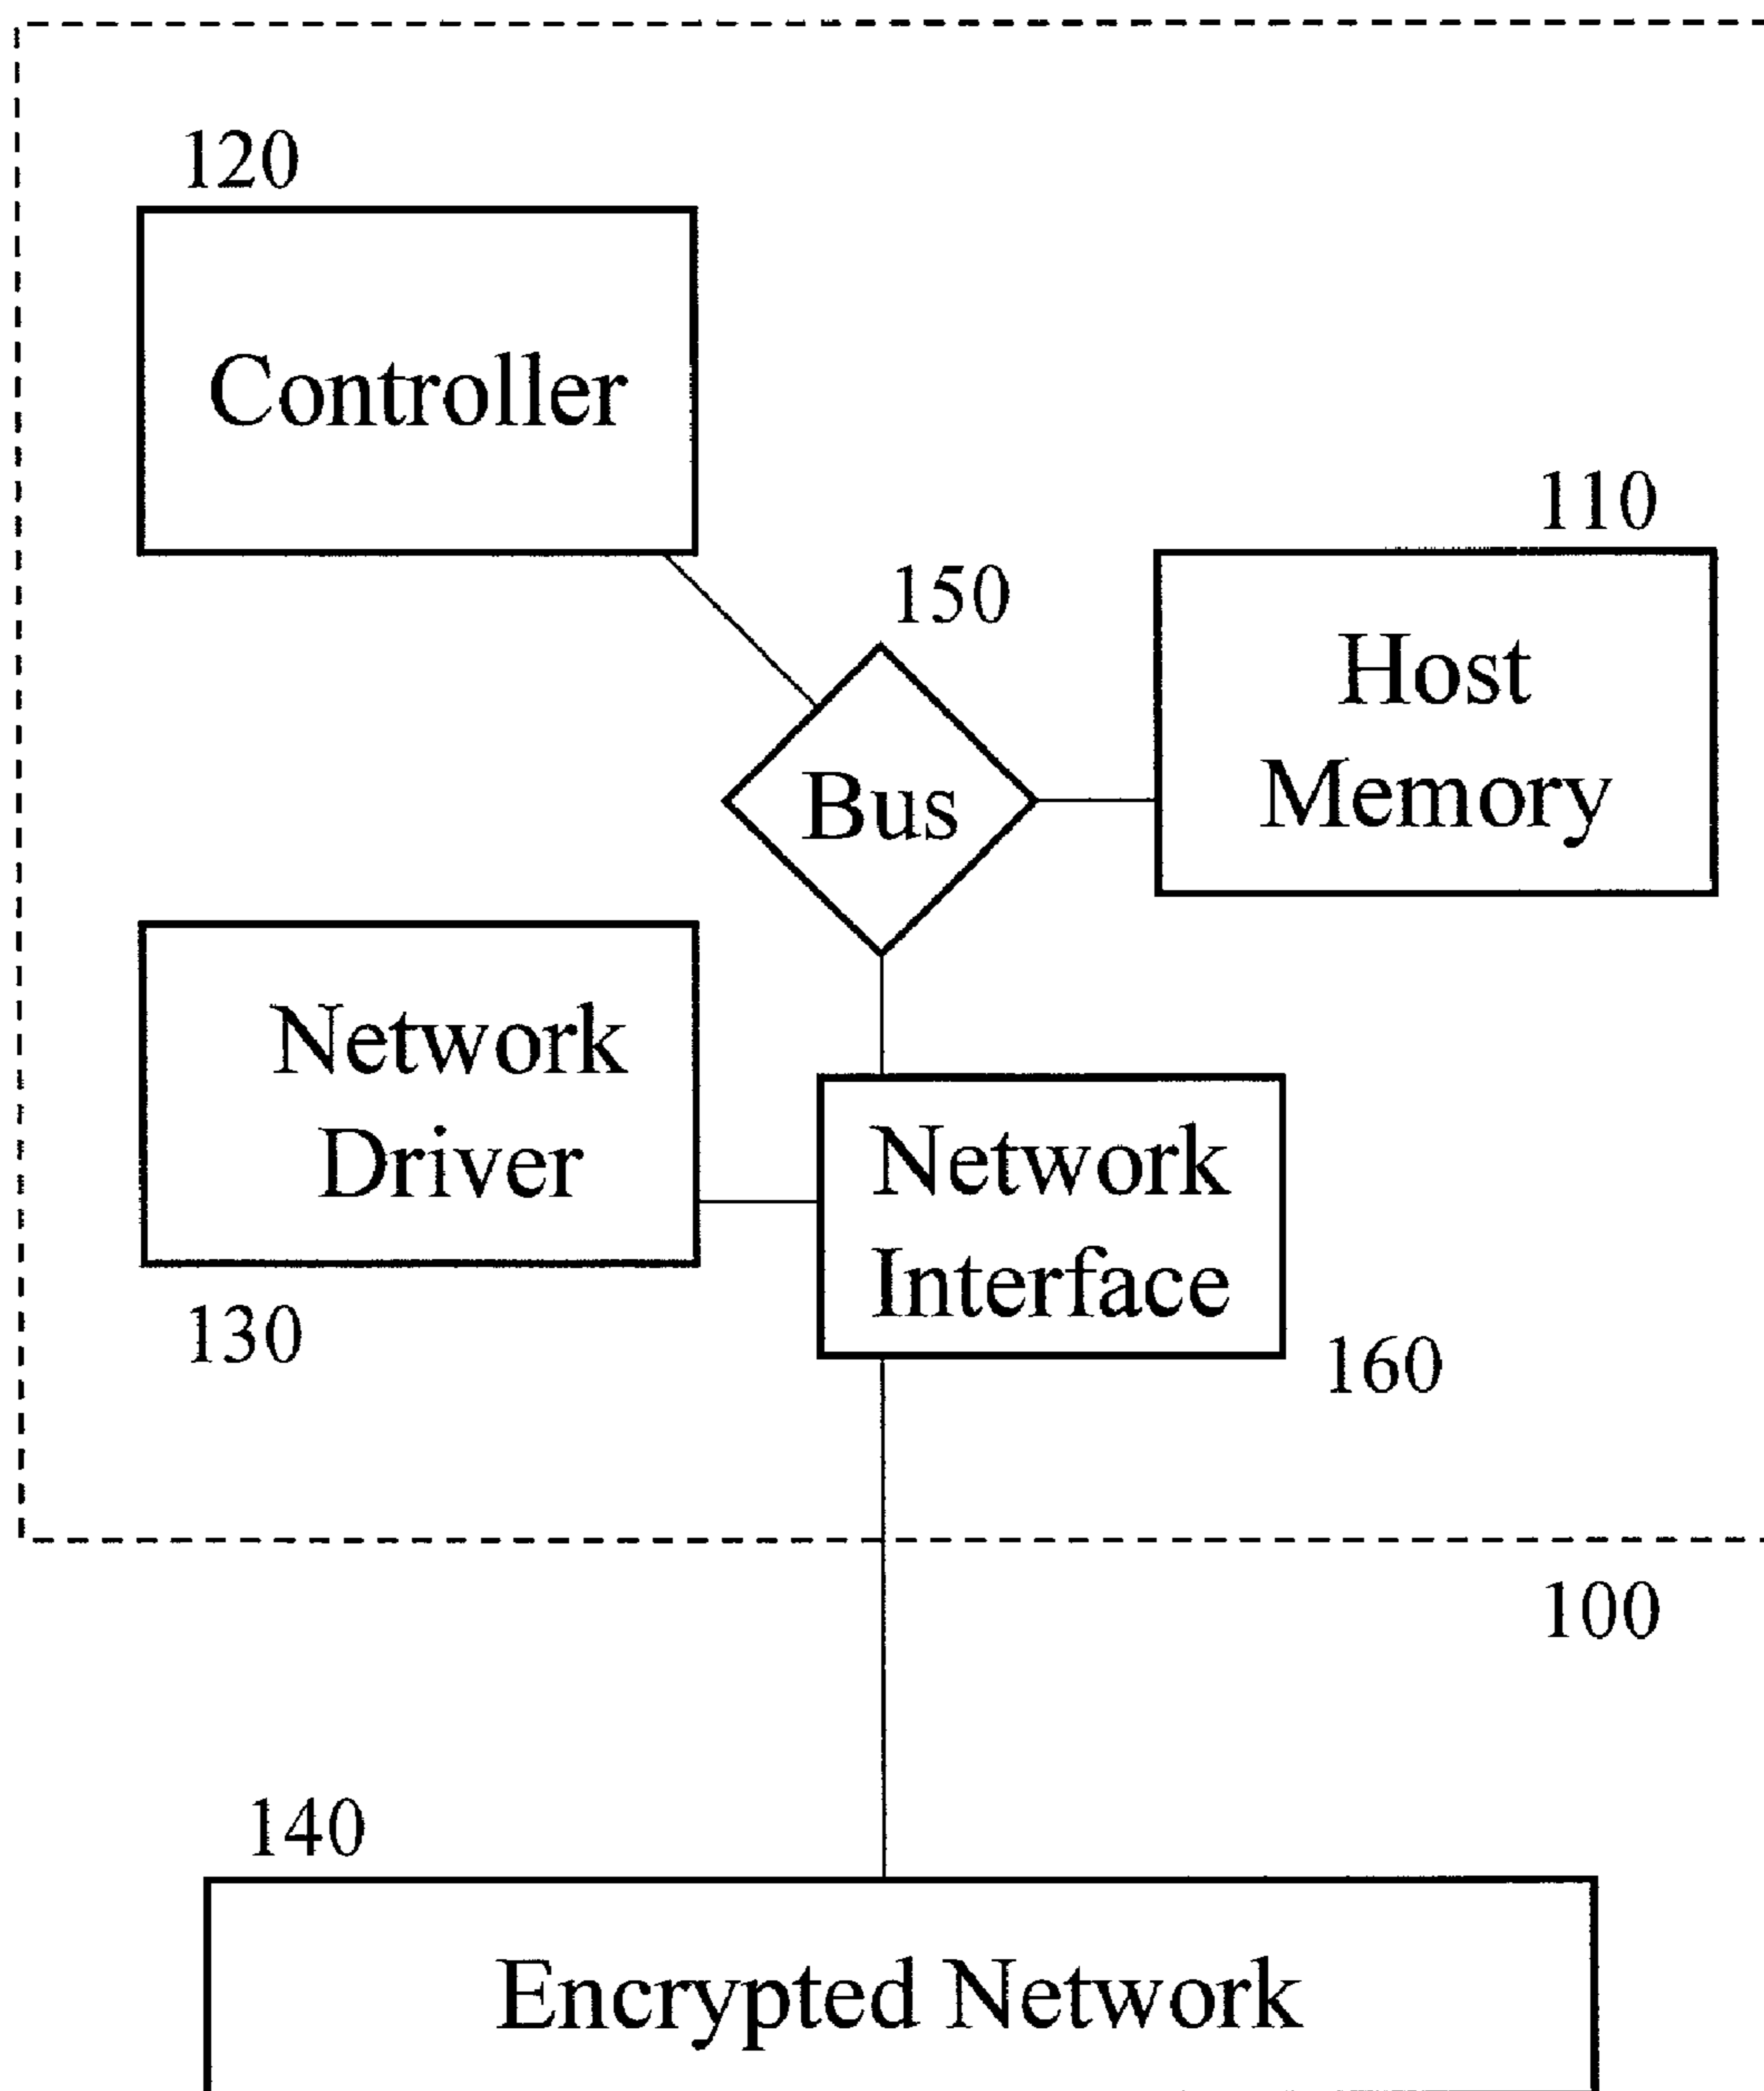 120
Controller
110
150
Host
Memory
Bus
Network
Driver
Network
Interface
130
160
100
140
Encrypted Network